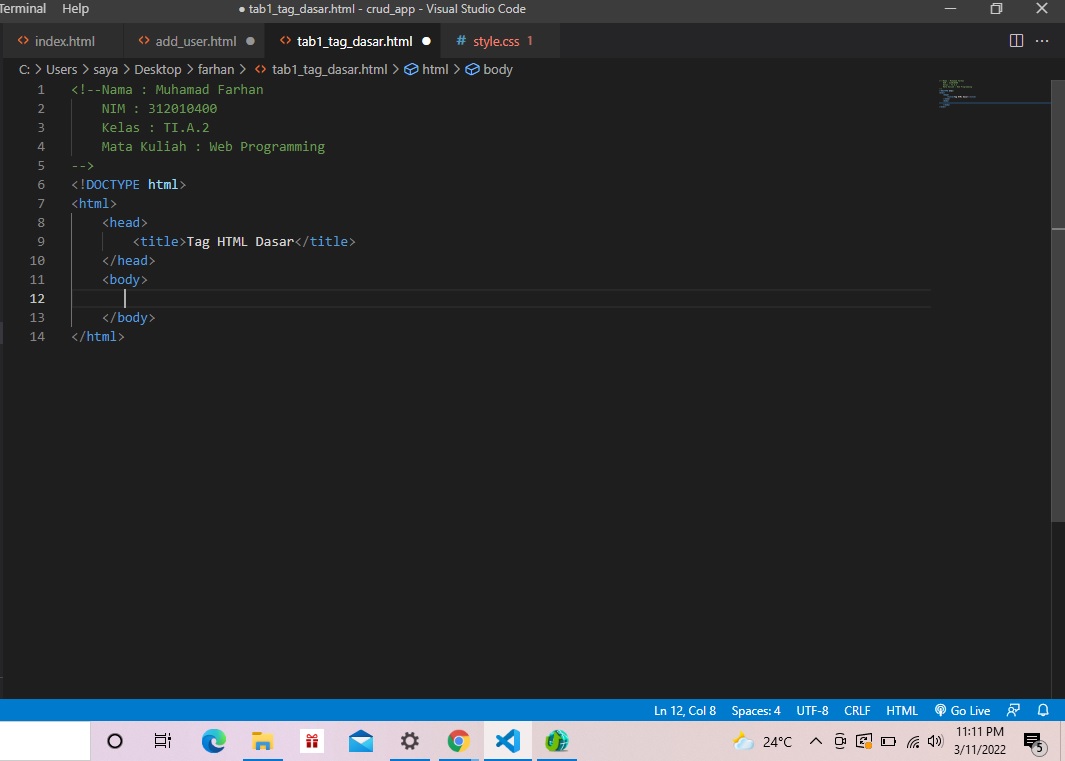 Terminal Help
● tab1_tag_dasar.html - crud_app - Visual Studio Code
index.html add_user.html ● tab1_tag_dasar.html ● # style.css 1
C: > Users > saya > Desktop > farhan > tab1_tag_dasar.html > html > body
1 <!--Nama : Muhamad Farhan
2 NIM : 312010400
3 Kelas : TI.A.2
4 Mata Kuliah : Web Programming
5 -->
6 <!DOCTYPE html>
7 <html>
8 <head>
9 <title>Tag HTML Dasar</title>
10 </head>
11 <body>
12
13 </body>
14 </html>
Ln 12, Col 8 Spaces: 4 UTF-8 CRLF HTML Go Live
24°C
11:11 PM
3/11/2022
5